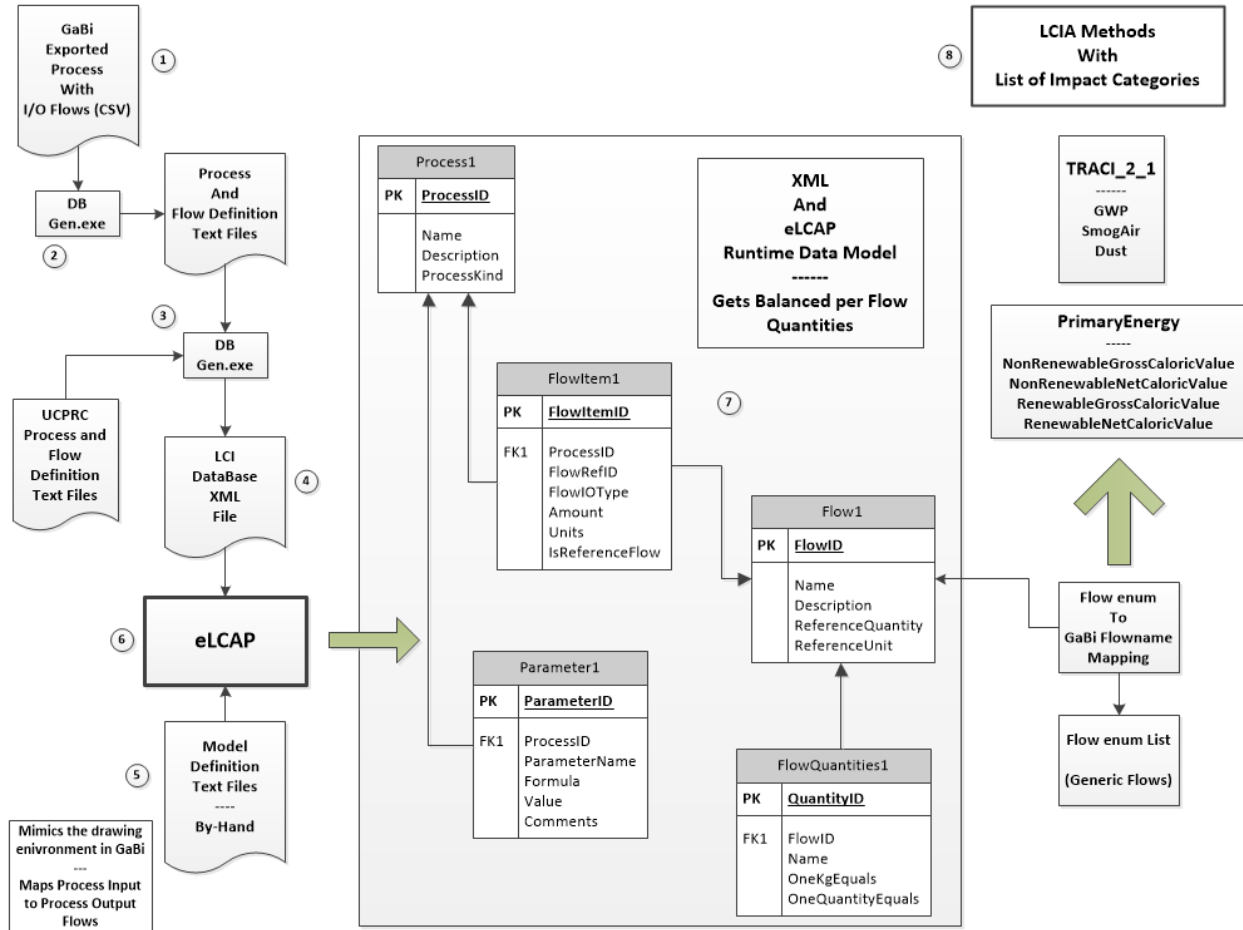 GaBi
Exported
Process
With
I/O Flows (CSV)
1
DB
Gen.exe
2
Process
And
Flow Definition
Text Files
3
DB
Gen.exe
UCPRC
Process and
Flow
Definition
Text Files
LCI
DataBase
XML
File
4
6
eLCAP
5
Model
Definition
Text Files
----
By-Hand
Mimics the drawing
enivronment in GaBi
---
Maps Process Input
to Process Output
Flows
Process1
PK ProcessID
Name
Description
ProcessKind
XML
And
eLCAP
Runtime Data Model
------
Gets Balanced per Flow
Quantities
FlowItem1
PK FlowItemID
FK1 ProcessID
FlowRefID
FlowIOType
Amount
Units
IsReferenceFlow
7
Flow1
PK FlowID
Name
Description
ReferenceQuantity
ReferenceUnit
Parameter1
PK ParameterID
FK1 ProcessID
ParameterName
Formula
Value
Comments
FlowQuantities1
PK QuantityID
FK1 FlowID
Name
OneKgEquals
OneQuantityEquals
8
LCIA Methods
With
List of Impact Categories
TRACI_2_1
------
GWP
SmogAir
Dust
PrimaryEnergy
-----
NonRenewableGrossCaloricValue
NonRenewableNetCaloricValue
RenewableGrossCaloricValue
RenewableNetCaloricValue
Flow enum
To
GaBi Flowname
Mapping
Flow enum List
(Generic Flows)